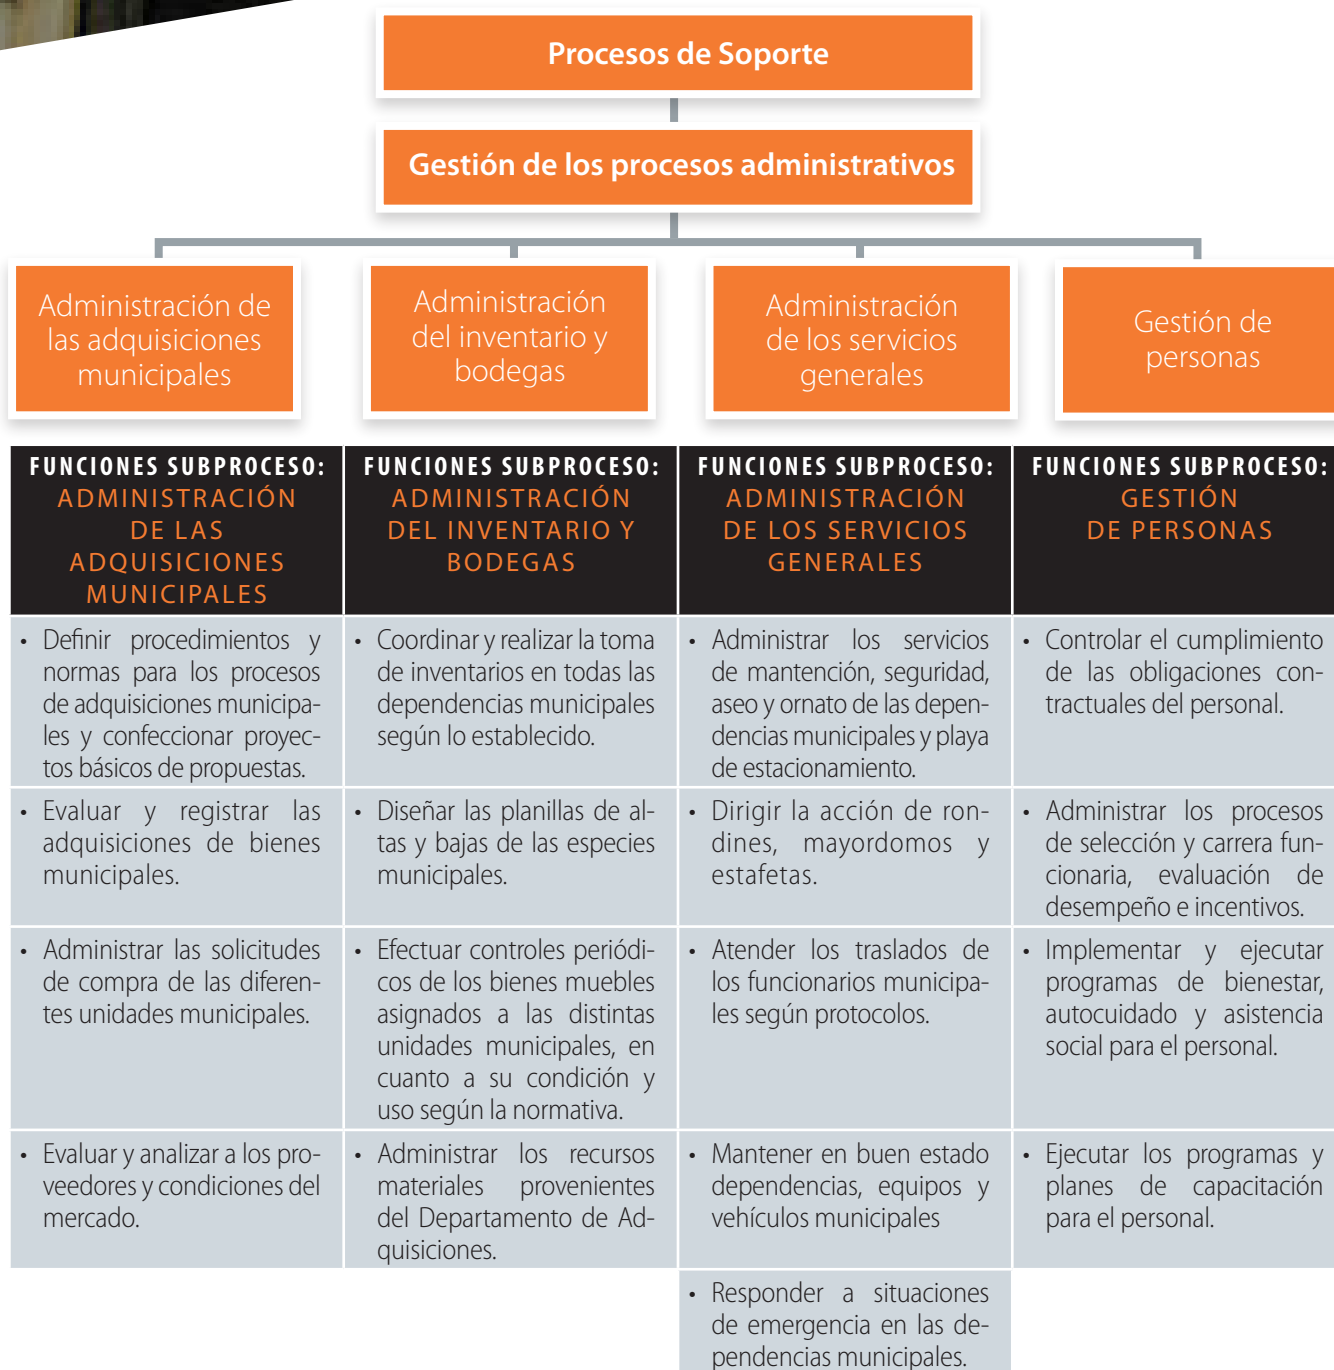 Procesos de Soporte
Gestión de los procesos administrativos
Administración de
las adquisiciones
municipales
Administración
del inventario y
bodegas
Administración
de los servicios
generales
Gestión de
personas
FUNCIONES SUBPROCESO:
ADMINISTRACIÓN
DE LAS
ADQUISICIONES
MUNICIPALES
FUNCIONES SUBPROCESO:
ADMINISTRACIÓN
DEL INVENTARIO Y
BODEGAS
FUNCIONES SUBPROCESO:
ADMINISTRACIÓN
DE LOS SERVICIOS
GENERALES
FUNCIONES SUBPROCESO:
GESTIÓN
DE PERSONAS
• Definir procedimientos y
normas para los procesos
de adquisiciones municipa-
les y confeccionar proyec-
tos básicos de propuestas.
• Coordinar y realizar la toma
de inventarios en todas las
dependencias municipales
según lo establecido.
• Administrar los servicios
de mantención, seguridad,
aseo y ornato de las depen-
dencias municipales y playa
de estacionamiento.
• Controlar el cumplimiento
de las obligaciones con-
tractuales del personal.
• Evaluar y registrar las
adquisiciones de bienes
municipales.
• Diseñar las planillas de al-
tas y bajas de las especies
municipales.
• Dirigir la acción de ron-
dines, mayordomos y
estafetas.
• Administrar los procesos
de selección y carrera fun-
cionaria, evaluación de
desempeño e incentivos.
• Administrar las solicitudes
de compra de las diferen-
tes unidades municipales.
• Efectuar controles periódi-
cos de los bienes muebles
asignados a las distintas
unidades municipales, en
cuanto a su condición y
uso según la normativa.
• Atender los traslados de
los funcionarios municipa-
les según protocolos.
• Implementar y ejecutar
programas de bienestar,
autocuidado y asistencia
social para el personal.
• Evaluar y analizar a los pro-
veedores y condiciones del
mercado.
• Administrar los recursos
materiales provenientes
del Departamento de Ad-
quisiciones.
• Mantener en buen estado
dependencias, equipos y
vehículos municipales
• Ejecutar los programas y
planes de capacitación
para el personal.
• Responder a situaciones
de emergencia en las de-
pendencias municipales.